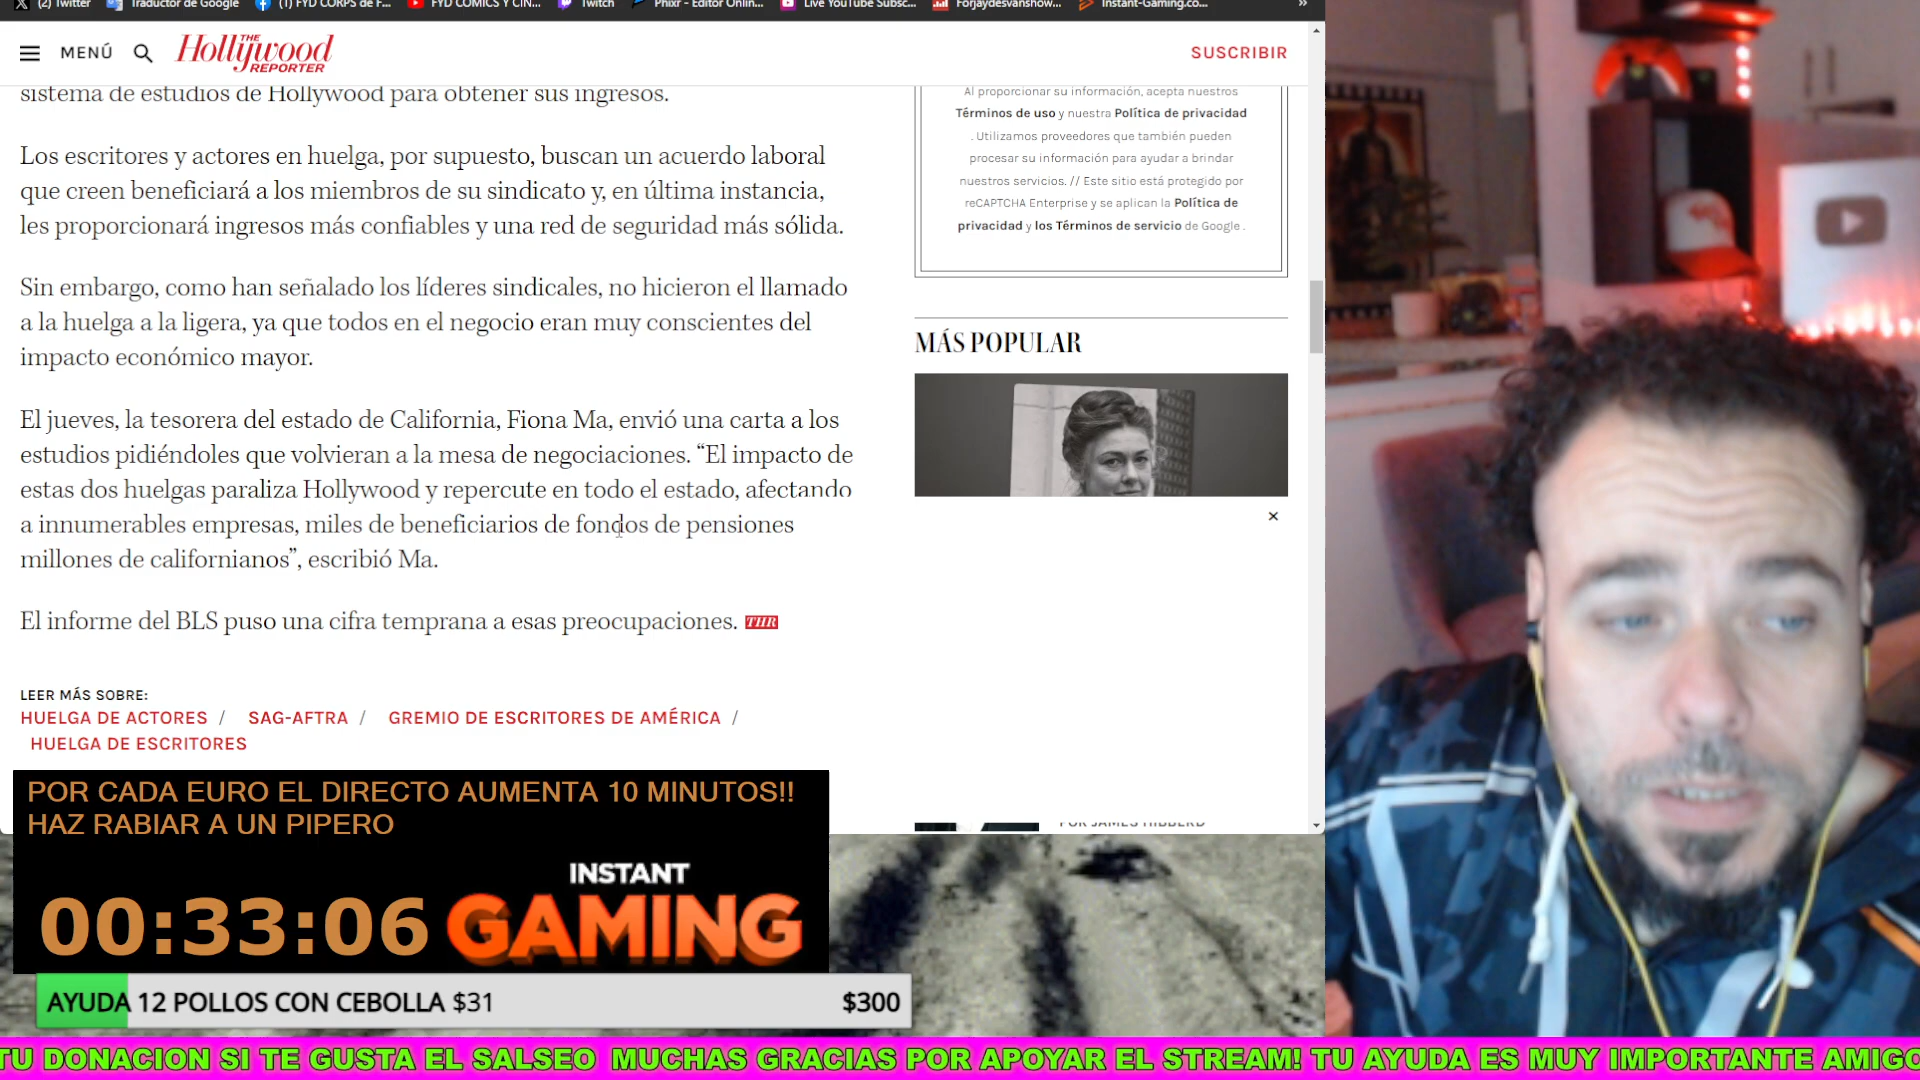 (2) Twitter
Traductor de Google
(1) FYD CORPS de F...
FYD COMICS Y CIN...
Twitch
Phixr - Editor Onlin...
Live YouTube Subsc...
Forjaydesvanshow...
Instant-Gaming.co...
»
MENÚ
THE
Hollywood
REPORTER
SUSCRIBIR
sistema de estudios de Hollywood para obtener sus ingresos.
Los escritores y actores en huelga, por supuesto, buscan un acuerdo laboral
que creen beneficiará a los miembros de su sindicato y, en última instancia,
les proporcionará ingresos más confiables y una red de seguridad más sólida.
Sin embargo, como han señalado los líderes sindicales, no hicieron el llamado
a la huelga a la ligera, ya que todos en el negocio eran muy conscientes del
impacto económico mayor.
El jueves, la tesorera del estado de California, Fiona Ma, envió una carta a los
estudios pidiéndoles que volvieran a la mesa de negociaciones. “El impacto de
estas dos huelgas paraliza Hollywood y repercute en todo el estado, afectando
a innumerables empresas, miles de beneficiarios de fondos de pensiones
millones de californianos”, escribió Ma.
El informe del BLS puso una cifra temprana a esas preocupaciones. THR
LEER MÁS SOBRE:
HUELGA DE ACTORES / SAG-AFTRA / GREMIO DE ESCRITORES DE AMÉRICA /
HUELGA DE ESCRITORES
Al proporcionar su información, acepta nuestros
Términos de uso y nuestra Política de privacidad
. Utilizamos proveedores que también pueden
procesar su información para ayudar a brindar
nuestros servicios. // Este sitio está protegido por
reCAPTCHA Enterprise y se aplican la Política de
privacidad y los Términos de servicio de Google .
MÁS POPULAR
POR JAMES HIBBERD
POR CADA EURO EL DIRECTO AUMENTA 10 MINUTOS!!
HAZ RABIAR A UN PIPERO
00:33:06
INSTANT
GAMING
AYUDA 12 POLLOS CON CEBOLLA $31
$300
TU DONACION SI TE GUSTA EL SALSEO MUCHAS GRACIAS POR APOYAR EL STREAM! TU AYUDA ES MUY IMPORTANTE AMIGO